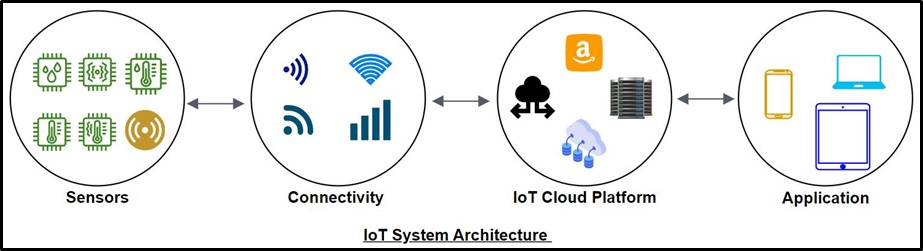 Sensors
Connectivity
IoT Cloud Platform
Application
IoT System Architecture